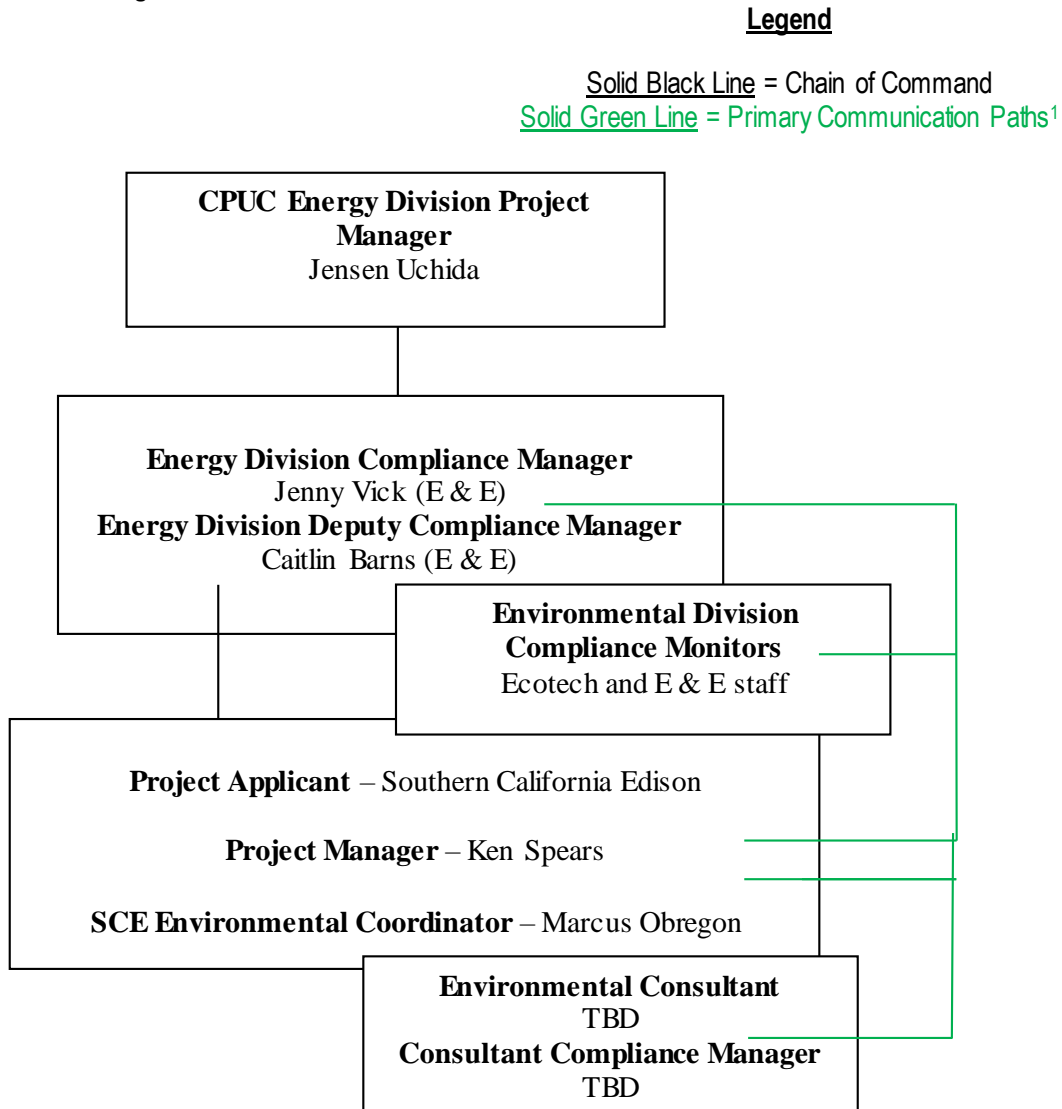 Legend
Solid Black Line = Chain of Command
Solid Green Line = Primary Communication Paths¹
CPUC Energy Division Project
Manager
Jensen Uchida
Energy Division Compliance Manager
Jenny Vick (E & E)
Energy Division Deputy Compliance Manager
Caitlin Barns (E & E)
Environmental Division
Compliance Monitors
Ecotech and E & E staff
Project Applicant – Southern California Edison
Project Manager – Ken Spears
SCE Environmental Coordinator – Marcus Obregon
Environmental Consultant
TBD
Consultant Compliance Manager
TBD